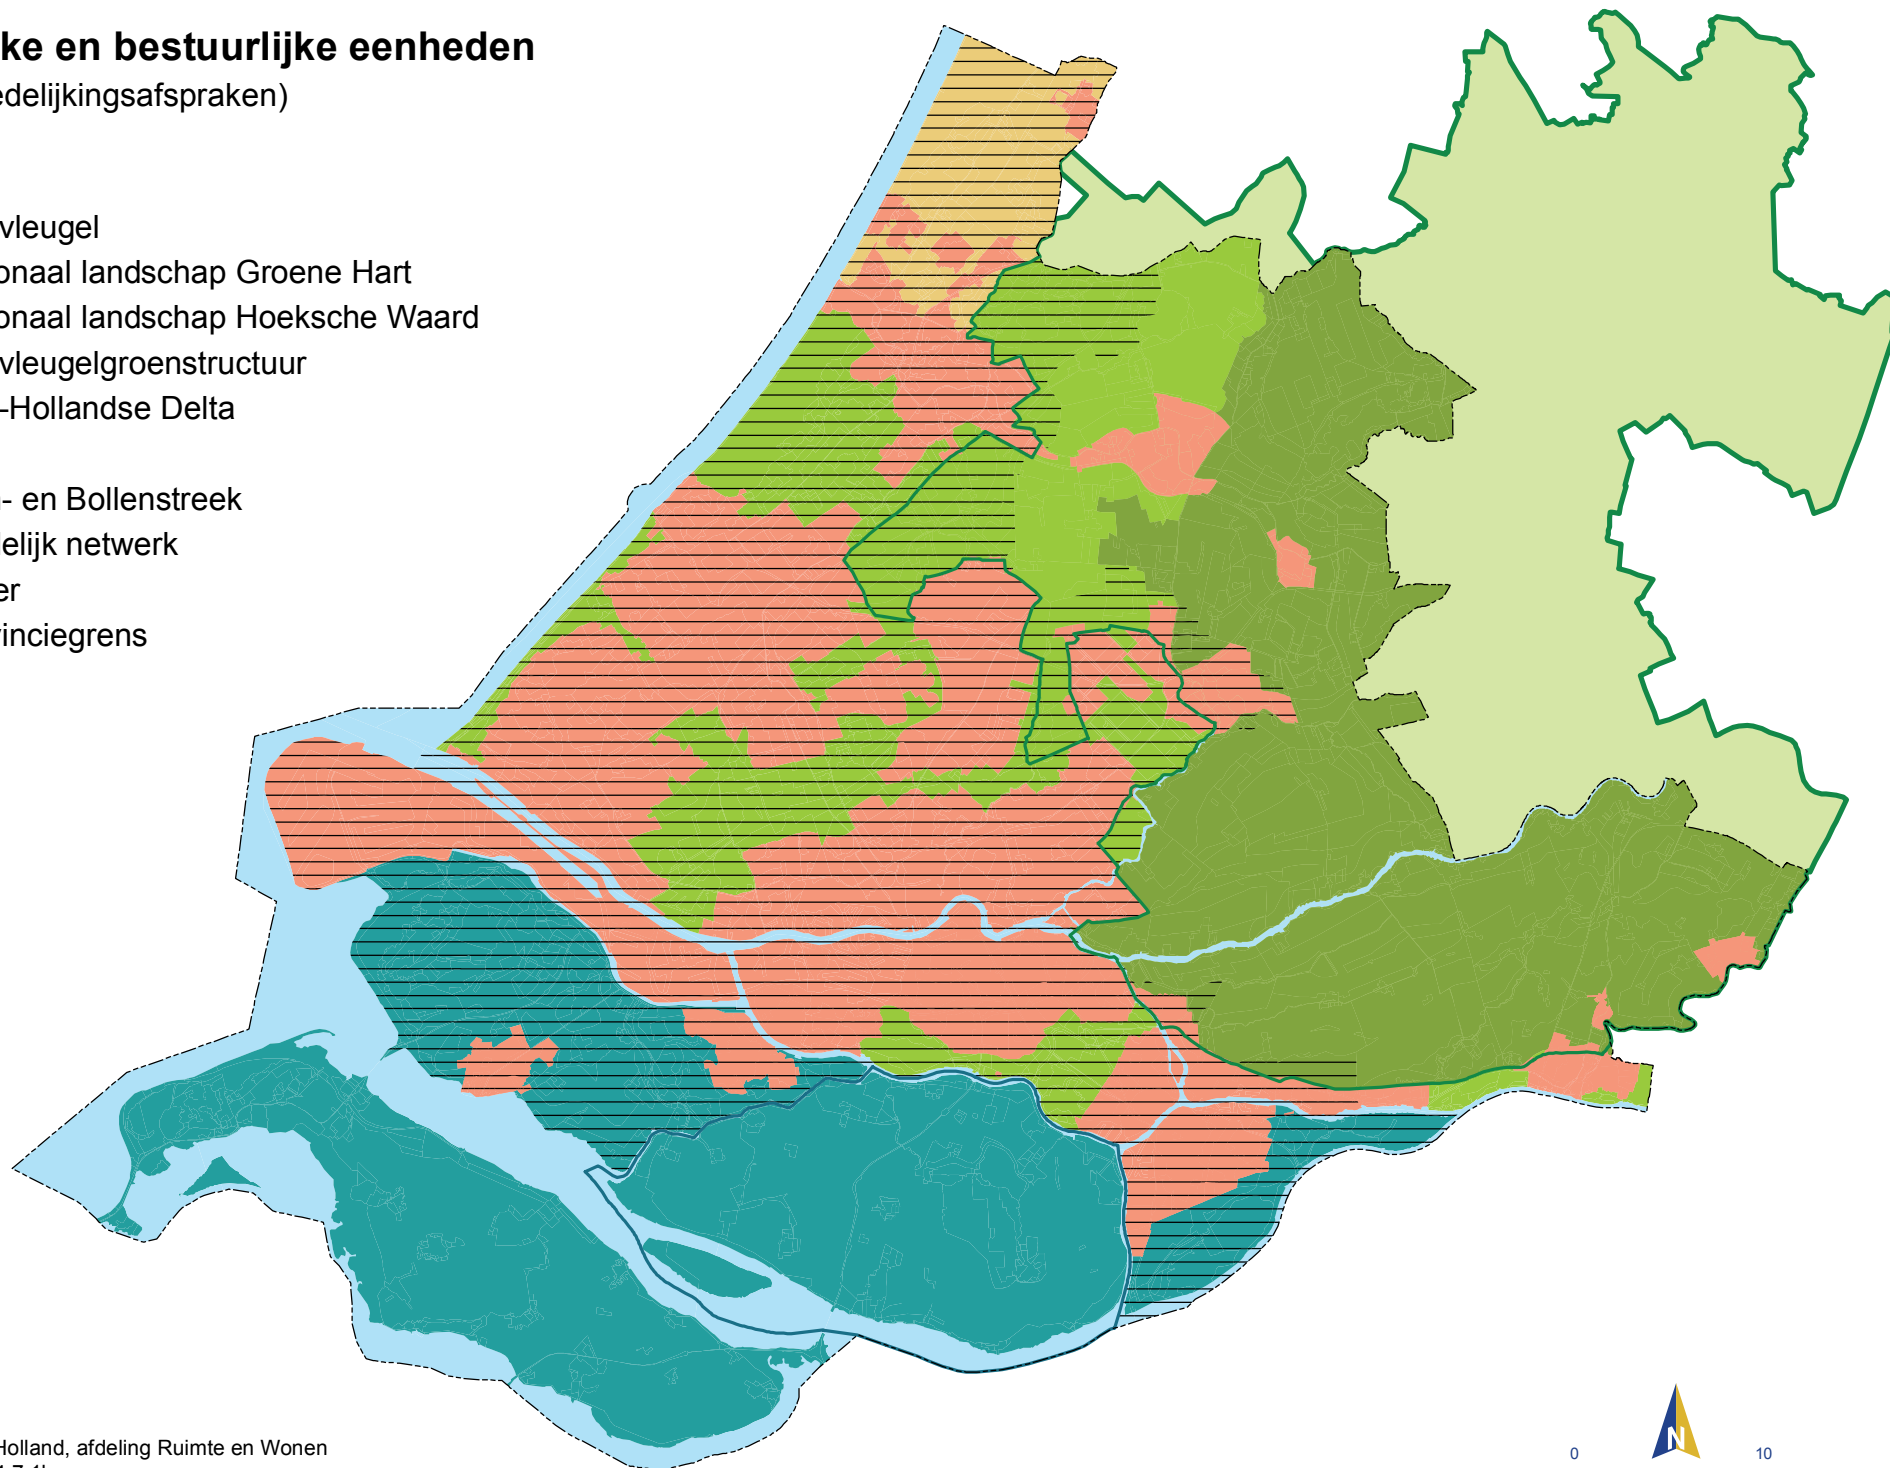 ke en bestuurlijke eenheden
edelijkingsafspraken)
vleugel
onaal landschap Groene Hart
onaal landschap Hoeksche Waard
vleugelgroenstructuur
-Hollandse Delta
- en Bollenstreek
elijk netwerk
er
vinciegrens
Holland, afdeling Ruimte en Wonen
0 N 10